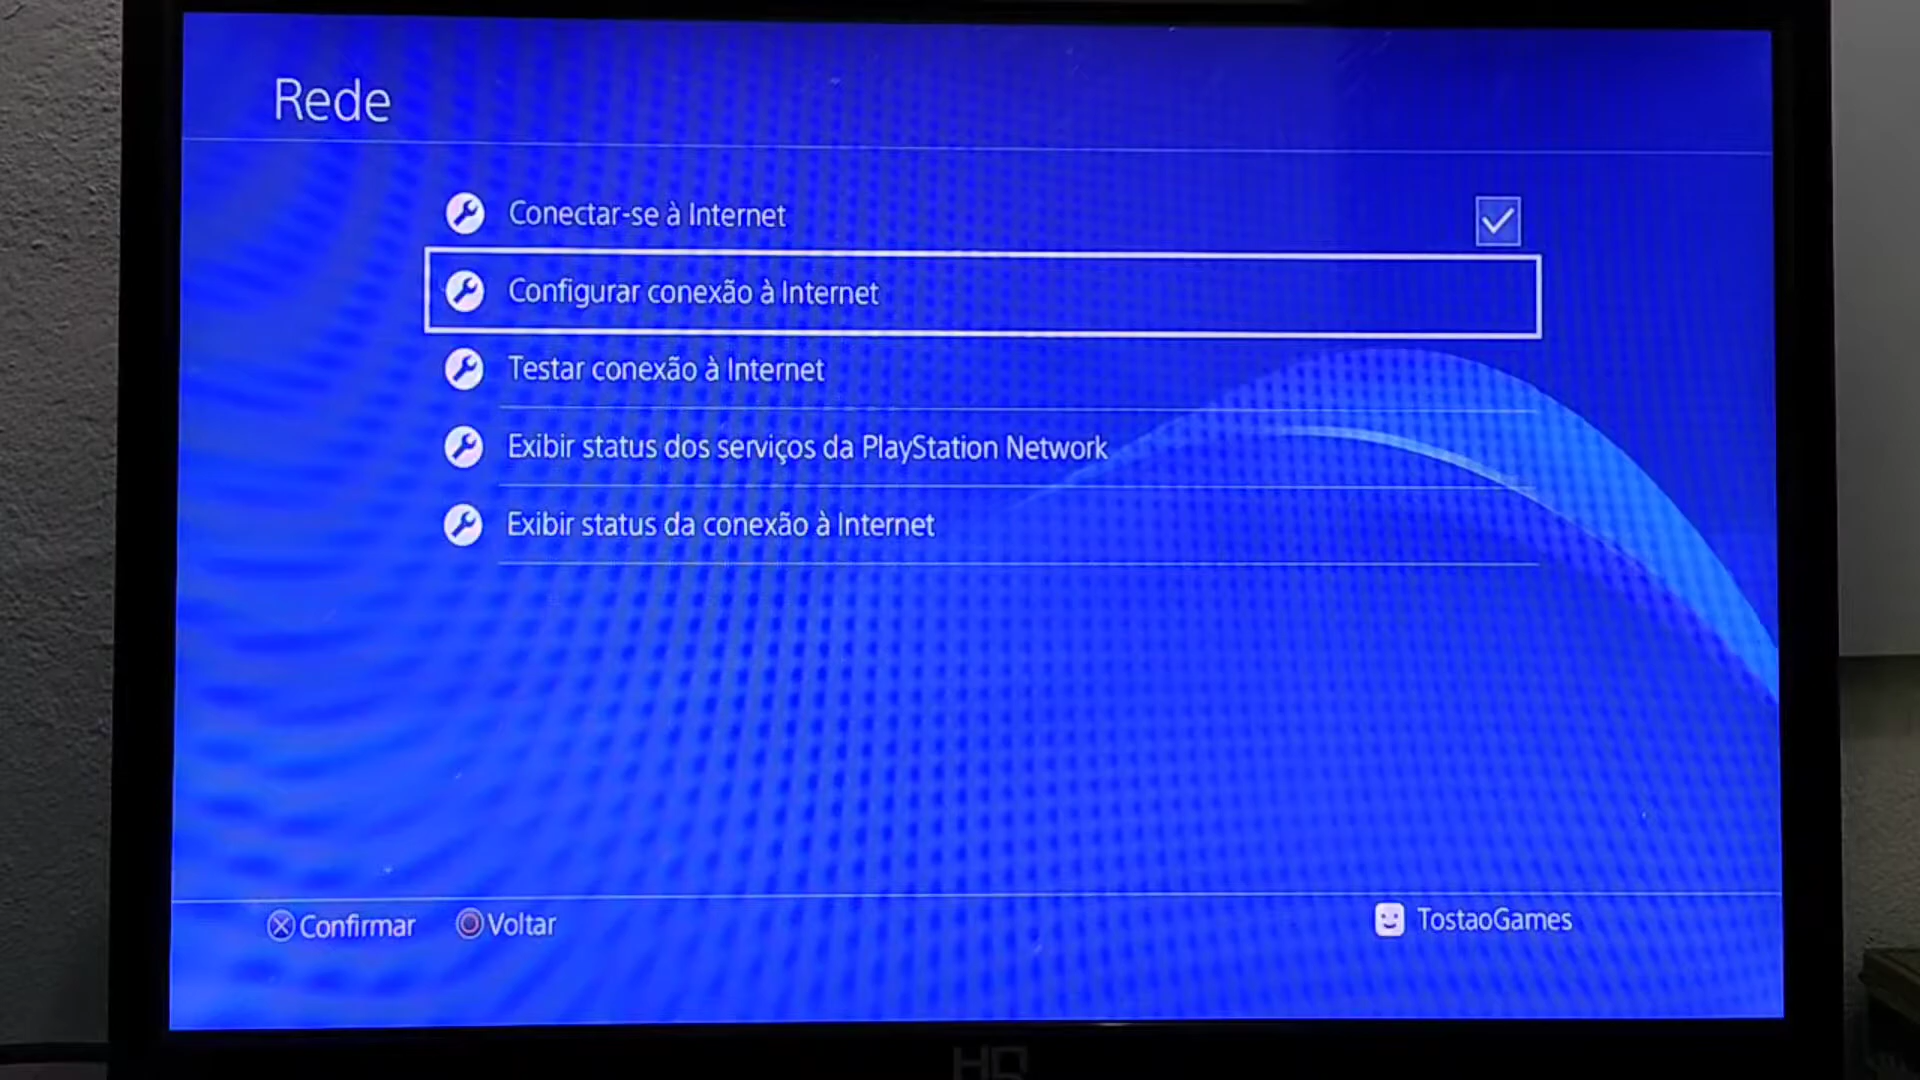 Rede
Conectar-se à Internet
Configurar conexão à Internet
Testar conexão à Internet
Exibir status dos serviços da PlayStation Network
Exibir status da conexão à Internet
Confirmar Voltar
TostaoGames